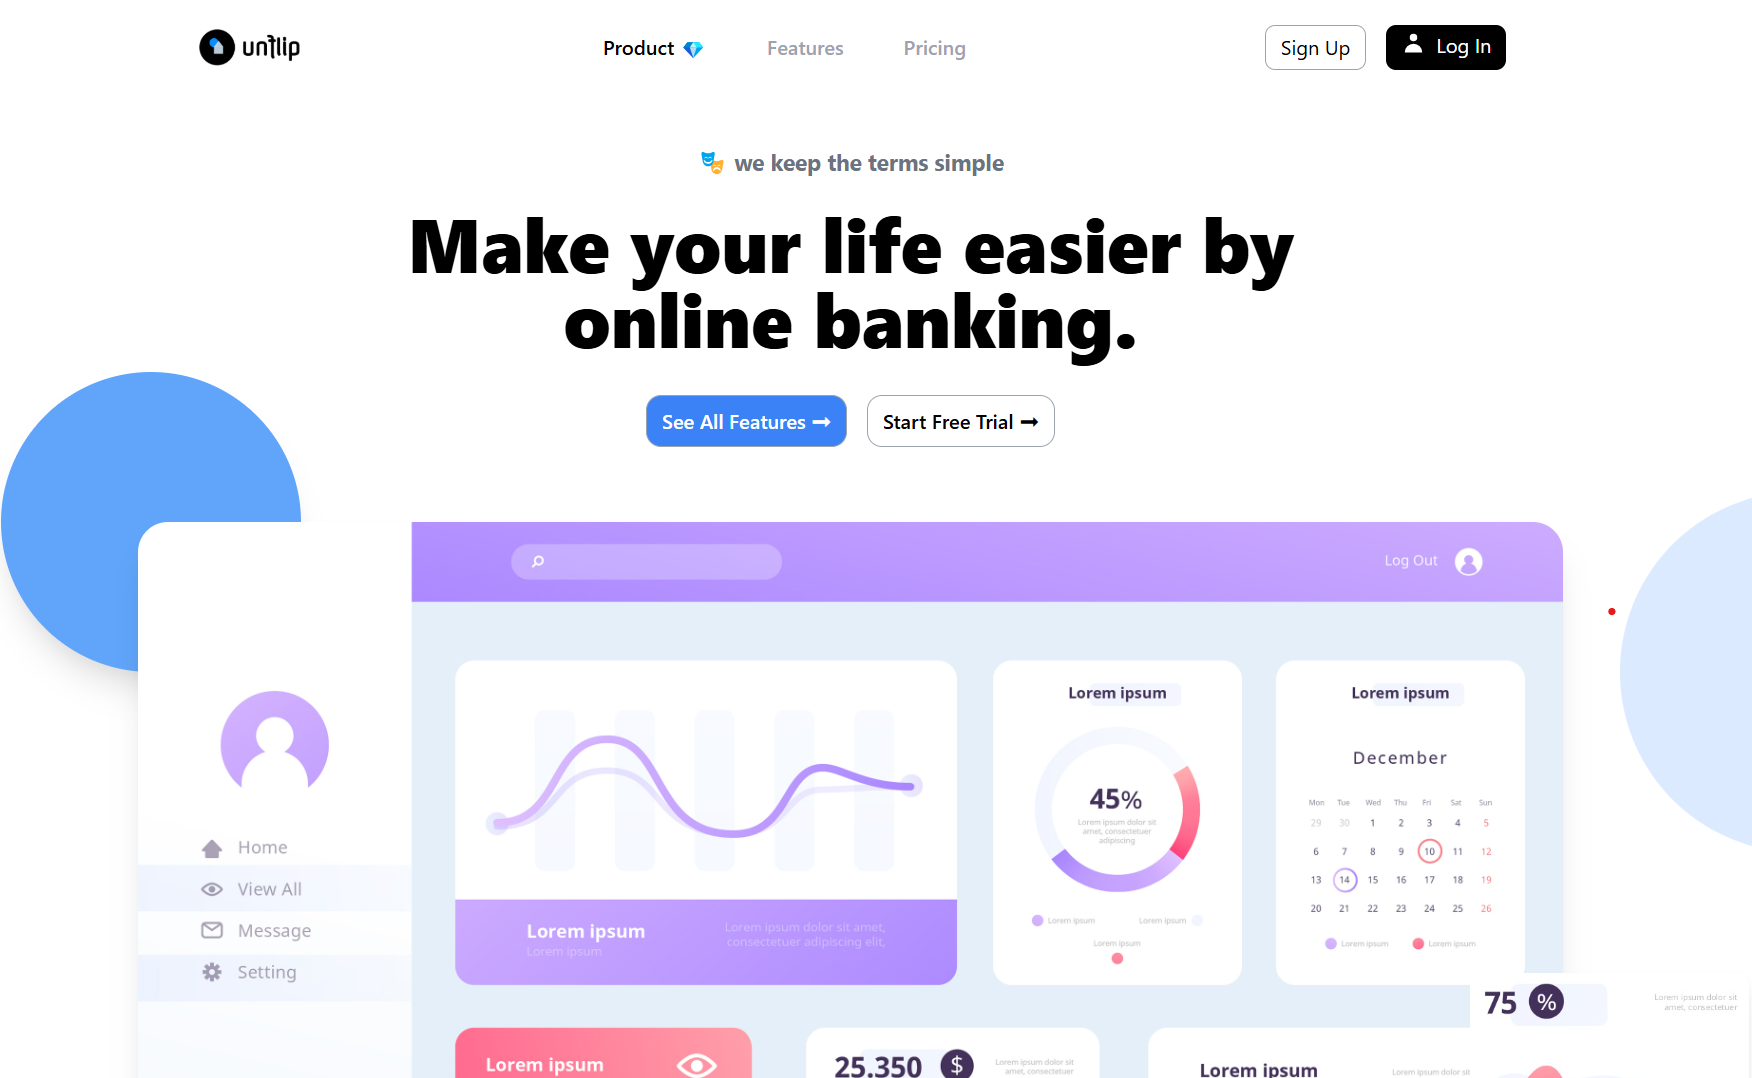 unflip
Product
Features
Pricing
Sign Up
Log In
we keep the terms simple
Make your life easier by
online banking.
See All Features →
Start Free Trial →
Log Out
Home
View All
Message
Setting
Lorem ipsum
Lorem ipsum
Lorem ipsum dolor sit amet,
consectetuer adipiscing elit,
Lorem ipsum
45%
Lorem ipsum dolor sit
amet, consectetuer
adipiscing
Lorem ipsum
Lorem ipsum
Lorem ipsum
Lorem ipsum
December
Mon Tue Wed Thu Fri Sat Sun
29 30 1 2 3 4 5
6 7 8 9 10 11 12
13 14 15 16 17 18 19
20 21 22 23 24 25 26
Lorem ipsum
Lorem ipsum
75 %
Lorem ipsum dolor sit
amet, consectetuer
Lorem ipsum
25.350 $
Lorem ipsum dolor sit
amet, consectetuer
Lorem ipsum
Lorem ipsum dolor sit